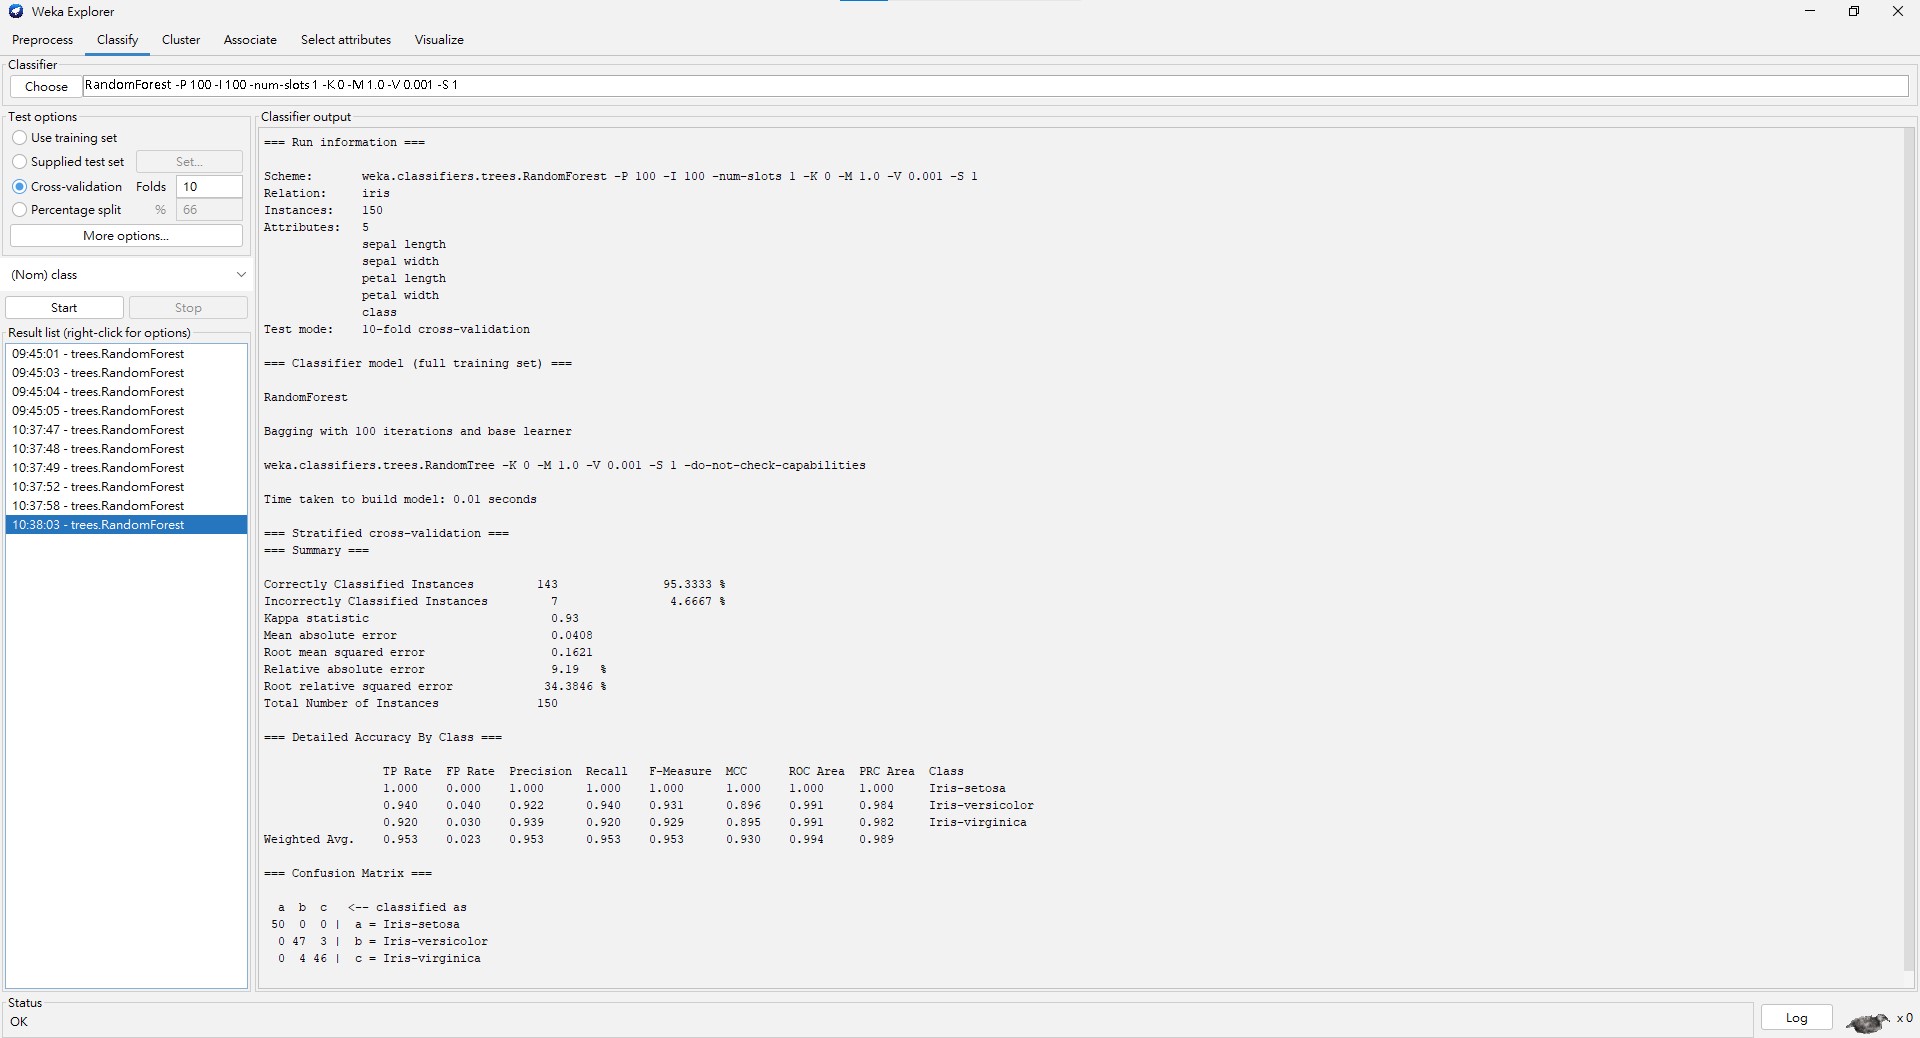 Weka Explorer
Preprocess Classify Cluster Associate Select attributes Visualize
Classifier
Choose RandomForest -P 100 -I 100 -num-slots 1 -K 0 -M 1.0 -V 0.001 -S 1
Test options
Use training set
Supplied test set Set...
Cross-validation Folds 10
Percentage split % 66
More options...
(Nom) class
Start Stop
Result list (right-click for options)
09:45:01 - trees.RandomForest
09:45:03 - trees.RandomForest
09:45:04 - trees.RandomForest
09:45:05 - trees.RandomForest
10:37:47 - trees.RandomForest
10:37:48 - trees.RandomForest
10:37:49 - trees.RandomForest
10:37:52 - trees.RandomForest
10:37:58 - trees.RandomForest
10:38:03 - trees.RandomForest
Classifier output
=== Run information ===
Scheme: weka.classifiers.trees.RandomForest -P 100 -I 100 -num-slots 1 -K 0 -M 1.0 -V 0.001 -S 1
Relation: iris
Instances: 150
Attributes: 5
sepal length
sepal width
petal length
petal width
class
Test mode: 10-fold cross-validation
=== Classifier model (full training set) ===
RandomForest
Bagging with 100 iterations and base learner
weka.classifiers.trees.RandomTree -K 0 -M 1.0 -V 0.001 -S 1 -do-not-check-capabilities
Time taken to build model: 0.01 seconds
=== Stratified cross-validation ===
=== Summary ===
Correctly Classified Instances 143 95.3333 %
Incorrectly Classified Instances 7 4.6667 %
Kappa statistic 0.93
Mean absolute error 0.0408
Root mean squared error 0.1621
Relative absolute error 9.19 %
Root relative squared error 34.3846 %
Total Number of Instances 150
=== Detailed Accuracy By Class ===
TP Rate FP Rate Precision Recall F-Measure MCC ROC Area PRC Area Class
1.000 0.000 1.000 1.000 1.000 1.000 1.000 1.000 Iris-setosa
0.940 0.040 0.922 0.940 0.931 0.896 0.991 0.984 Iris-versicolor
0.920 0.030 0.939 0.920 0.929 0.895 0.991 0.982 Iris-virginica
Weighted Avg. 0.953 0.023 0.953 0.953 0.953 0.930 0.994 0.989
=== Confusion Matrix ===
a b c <-- classified as
50 0 0 | a = Iris-setosa
0 47 3 | b = Iris-versicolor
0 4 46 | c = Iris-virginica
Status
OK
Log x 0